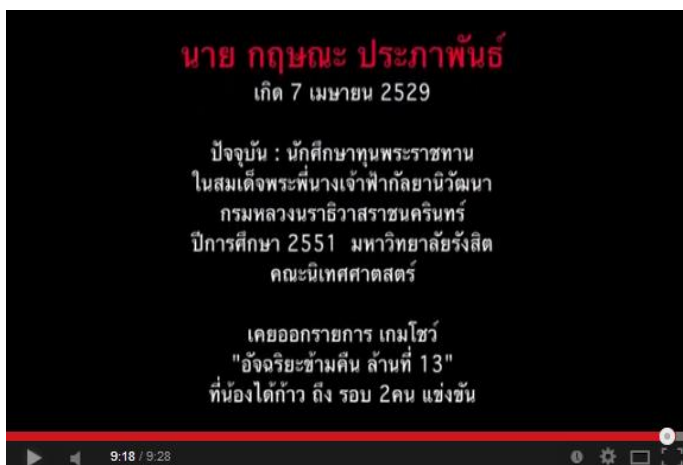 นาย กฤษณะ ประภาพันธ์
เกิด 7 เมษายน 2529
ปัจจุบัน : นักศึกษาทุนพระราชทาน
ในสมเด็จพระพี่นางเจ้าฟ้ากัลยานิวัฒนา
กรมหลวงนราธิวาสราชนครินทร์
ปีการศึกษา 2551 มหาวิทยาลัยรังสิต
คณะนิเทศศาตสตร์
เคยออกรายการ เกมโชว์
"อัจฉริยะข้ามคืน ล้านที่ 13"
ที่น้องได้ก้าว ถึง รอบ 2คน แข่งขัน
9:18 / 9:28